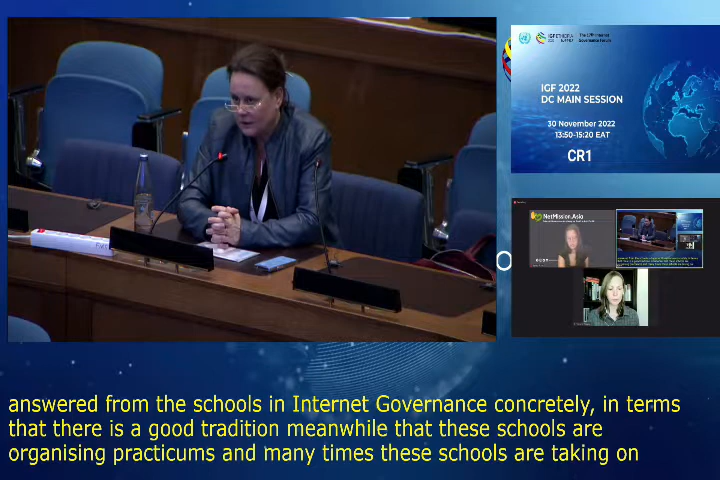 IGF 2022
DC MAIN SESSION
30 November 2022
13:50-15:20 EAT
CR1
NetMission.Asia
answered from the schools in Internet Governance concretely, in terms
that there is a good tradition meanwhile that these schools are
organising practicums and many times these schools are taking on